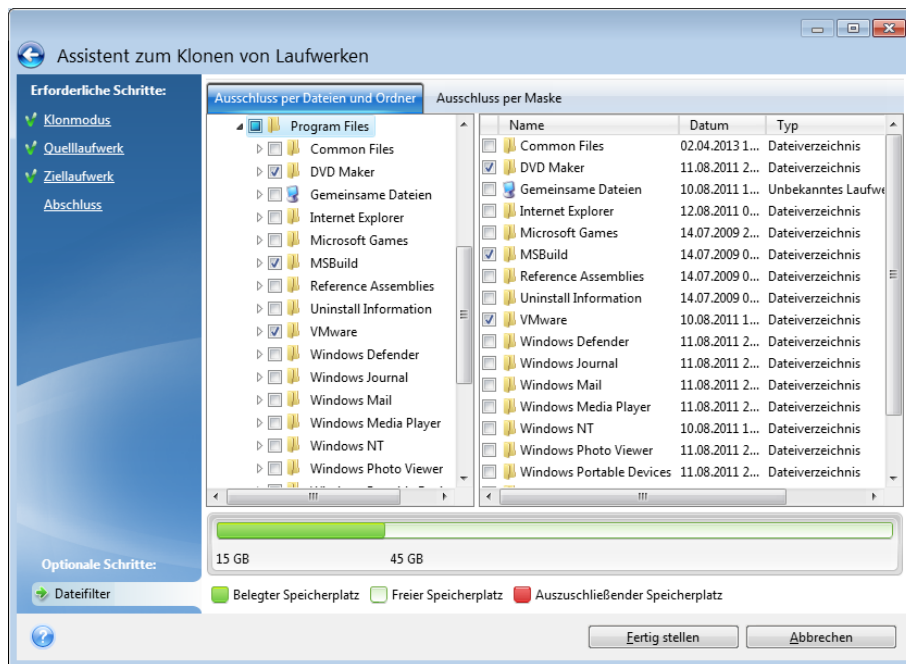 Assistent zum Klonen von Laufwerken
Erforderliche Schritte:
Klonmodus
Quelllaufwerk
Ziellaufwerk
Abschluss
Optionale Schritte:
Dateifilter
Ausschluss per Dateien und Ordner
Ausschluss per Maske
Program Files
Common Files
DVD Maker
Gemeinsame Dateien
Internet Explorer
Microsoft Games
MSBuild
Reference Assemblies
Uninstall Information
VMware
Windows Defender
Windows Journal
Windows Mail
Windows Media Player
Windows NT
Windows Photo Viewer
Name Datum Typ
Common Files 02.04.2013 1... Dateiverzeichnis
DVD Maker 11.08.2011 2... Dateiverzeichnis
Gemeinsame Dateien 10.08.2011 1... Unbekanntes Laufwe
Internet Explorer 12.08.2011 0... Dateiverzeichnis
Microsoft Games 14.07.2009 2... Dateiverzeichnis
MSBuild 14.07.2009 0... Dateiverzeichnis
Reference Assemblies 14.07.2009 0... Dateiverzeichnis
Uninstall Information 14.07.2009 0... Dateiverzeichnis
VMware 10.08.2011 1... Dateiverzeichnis
Windows Defender 11.08.2011 2... Dateiverzeichnis
Windows Journal 11.08.2011 2... Dateiverzeichnis
Windows Mail 11.08.2011 2... Dateiverzeichnis
Windows Media Player 11.08.2011 2... Dateiverzeichnis
Windows NT 10.08.2011 1... Dateiverzeichnis
Windows Photo Viewer 11.08.2011 2... Dateiverzeichnis
Windows Portable Devices 11.08.2011 2... Dateiverzeichnis
15 GB 45 GB
Belegter Speicherplatz Freier Speicherplatz Auszuschließender Speicherplatz
Fertig stellen
Abbrechen